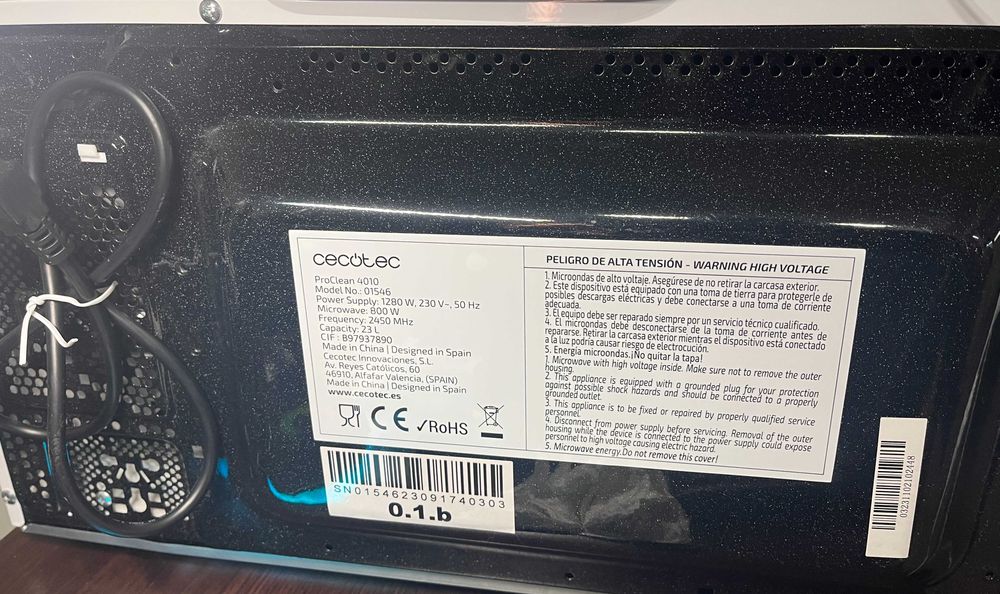 cecotec
ProClean 4010
Model No.: 01546
Power Supply: 1280 W, 230 V~, 50 Hz
Microwave: 800 W
Frequency: 2450 MHz
Capacity: 23 L
CIF : B97937890
Made in China | Designed in Spain
Cecotec Innovaciones, S.L.
Av. Reyes Católicos, 60
46910, Alfafar Valencia, (SPAIN)
Made in China | Designed in Spain
www.cecotec.es
CE ✓RoHS
PELIGRO DE ALTA TENSIÓN - WARNING HIGH VOLTAGE
1. Microondas de alto voltaje. Asegúrese de no retirar la carcasa exterior.
2. Este dispositivo está equipado con una toma de tierra para protegerle de
posibles descargas eléctricas y debe conectarse a una toma de corriente
adecuada.
3. El equipo debe ser reparado siempre por un servicio técnico cualificado.
4. El microondas debe desconectarse de la toma de corriente antes de
repararse. Retirar la carcasa exterior mientras el dispositivo está conectado
a la luz podría causar riesgo de electrocución.
5. Energía microondas.¡No quitar la tapa!
1. Microwave with high voltage inside. Make sure not to remove the outer
housing.
2. This appliance is equipped with a grounded plug for your protection
against possible shock hazards and should be connected to a properly
grounded outlet.
3. This appliance is to be fixed or repaired by properly qualified service
personnel.
4. Disconnect from power supply before servicing. Removal of the outer
housing while the device is connected to the power supply could expose
personnel to high voltage causing electric hazard.
5. Microwave energy.Do not remove this cover!
SN0154623091740303
0.1.b
03231102102448